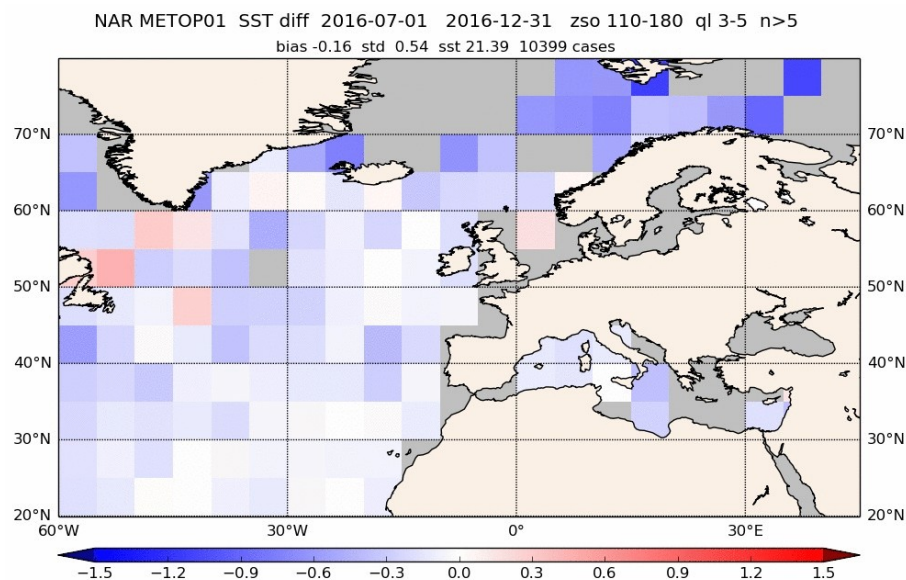 NAR METOP01 SST diff 2016-07-01 2016-12-31 zso 110-180 ql 3-5 n>5
bias -0.16 std 0.54 sst 21.39 10399 cases
70°N 70°N
60°N 60°N
50°N 50°N
40°N 40°N
30°N 30°N
20°N 20°N
60°W 30°W 0° 30°E
−1.5 −1.2 −0.9 −0.6 −0.3 0.0 0.3 0.6 0.9 1.2 1.5